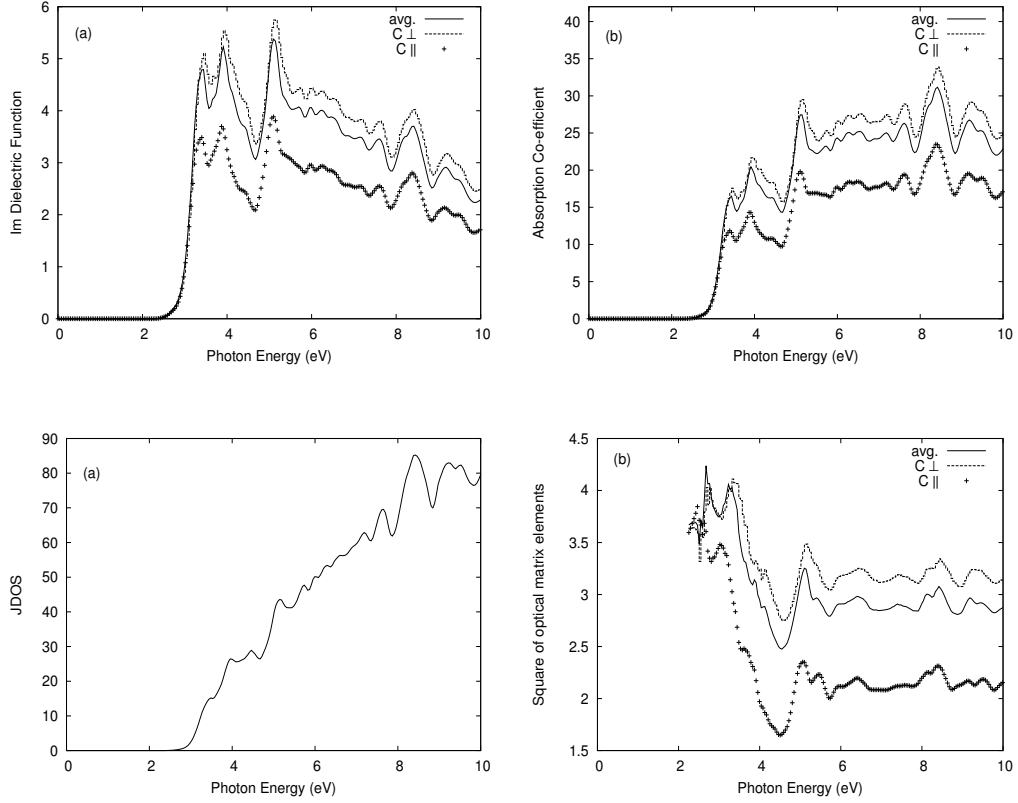 (a)
avg.
C ⊥
C ∥
Im Dielectric Function
6
5
4
3
2
1
0
0 2 4 6 8 10
Photon Energy (eV)
(b)
avg.
C ⊥
C ∥
Absorption Co-efficient
40
35
30
25
20
15
10
5
0
0 2 4 6 8 10
Photon Energy (eV)
(a)
JDOS
90
80
70
60
50
40
30
20
10
0
0 2 4 6 8 10
Photon Energy (eV)
(b)
avg.
C ⊥
C ∥
Square of optical matrix elements
4.5
4
3.5
3
2.5
2
1.5
0 2 4 6 8 10
Photon Energy (eV)